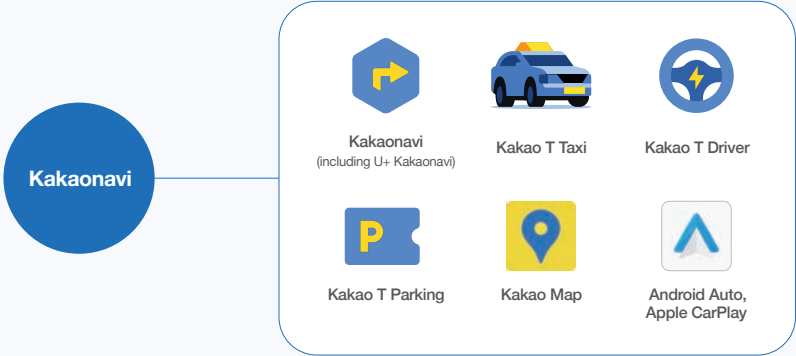 Kakaonavi
Kakaonavi
(including U+ Kakaonavi)
Kakao T Taxi
Kakao T Driver
P
Kakao T Parking
Kakao Map
Android Auto,
Apple CarPlay